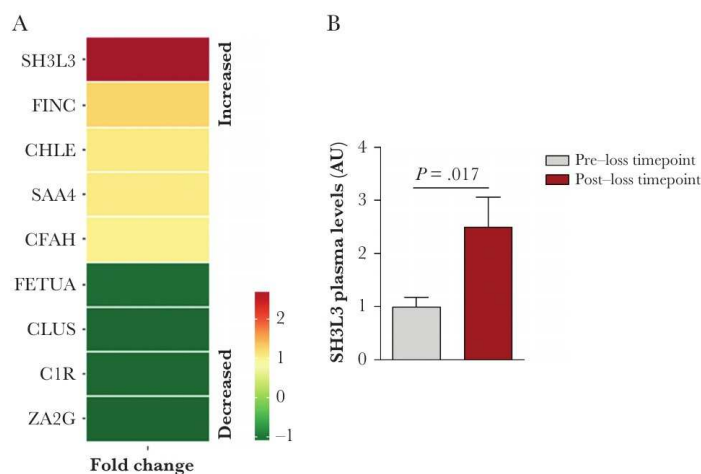 A
SH3L3
FINC
CHLE
SAA4
CFAH
FETUA
CLUS
C1R
ZA2G
Fold change
Increased
Decreased
2
1
0
–1
B
SH3L3 plasma levels (AU)
4
3
2
1
0
P = .017
Pre–loss timepoint
Post–loss timepoint